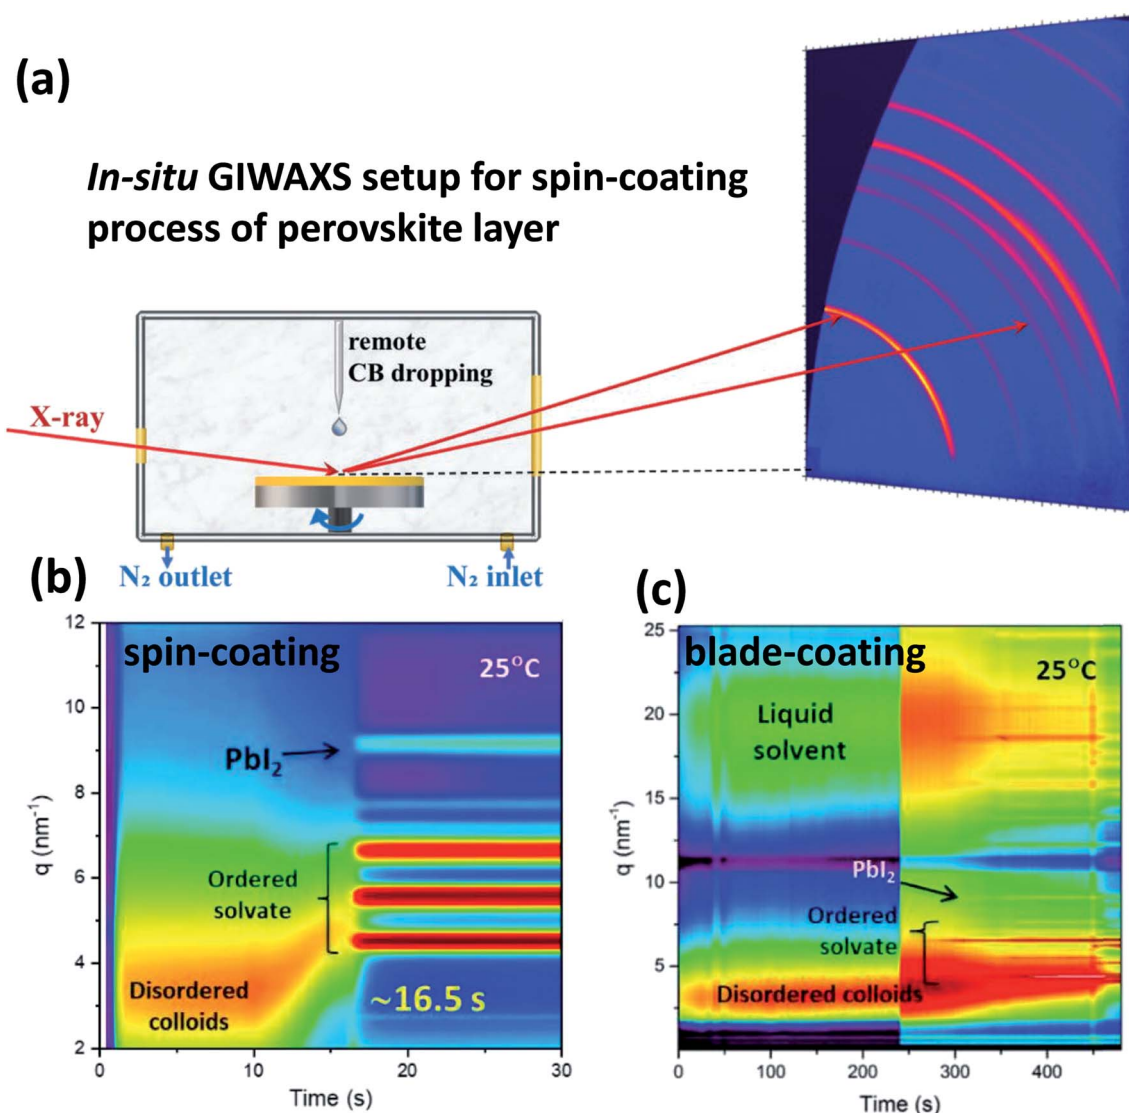 (a)
In-situ GIWAXS setup for spin-coating
process of perovskite layer
remote
CB dropping
X-ray
N₂ outlet
N₂ inlet
(b)
spin-coating
25°C
PbI₂
Ordered
solvate
Disordered
colloids
~16.5 s
12
10
8
6
4
2
q (nm⁻¹)
0
10
20
30
Time (s)
(c)
blade-coating
25°C
Liquid
solvent
PbI₂
Ordered
solvate
Disordered colloids
25
20
15
10
5
q (nm⁻¹)
0
100
200
300
400
Time (s)